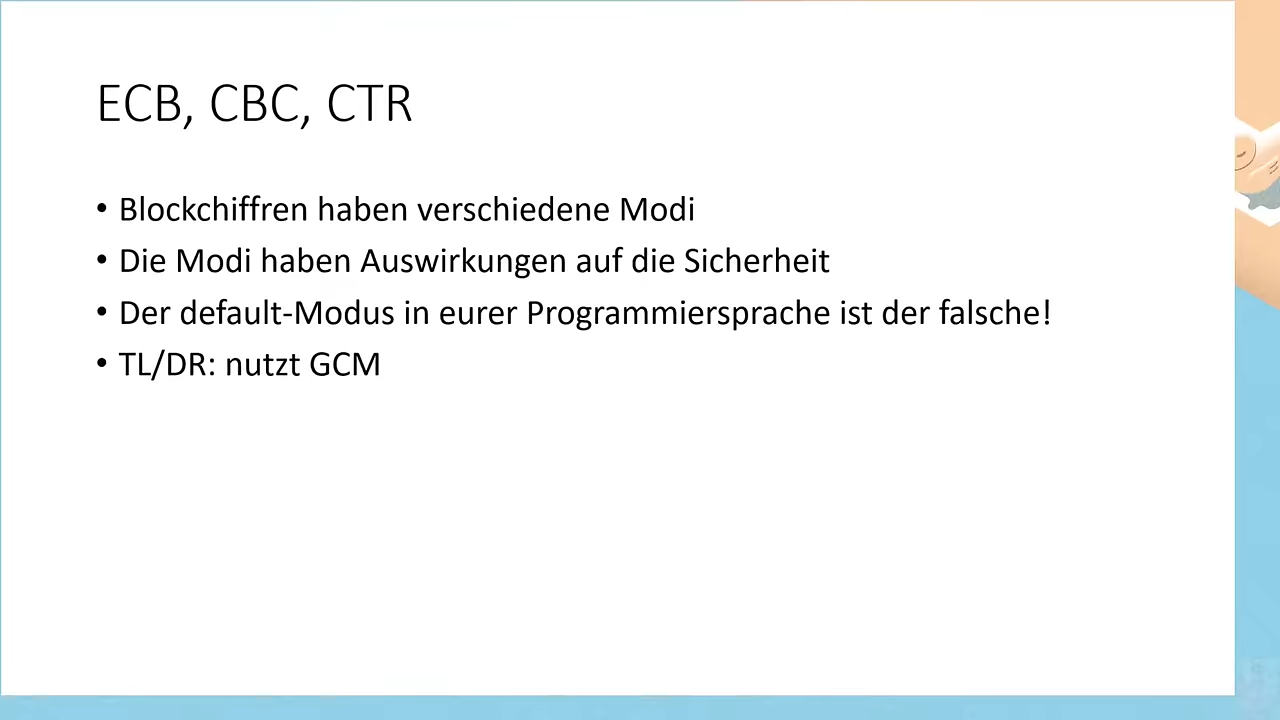 ECB, CBC, CTR
• Blockchiffren haben verschiedene Modi
• Die Modi haben Auswirkungen auf die Sicherheit
• Der default-Modus in eurer Programmiersprache ist der falsche!
• TL/DR: nutzt GCM